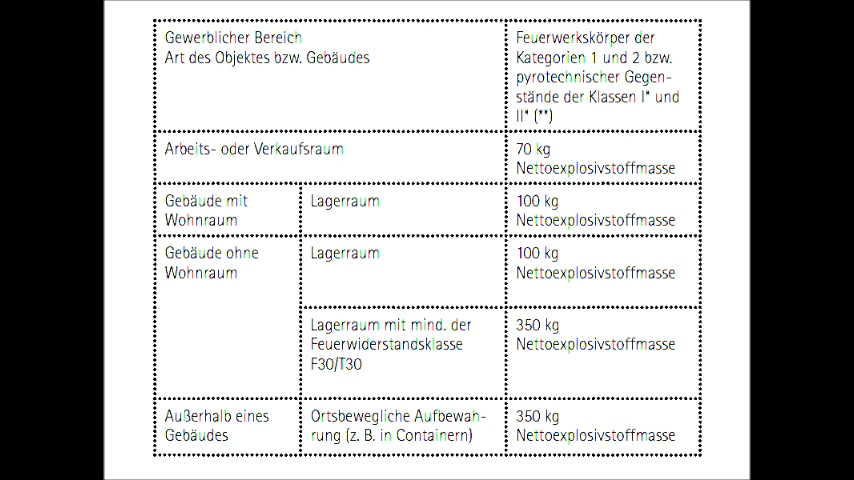 Gewerblicher Bereich
Art des Objektes bzw. Gebäudes
Feuerwerkskörper der
Kategorien 1 und 2 bzw.
pyrotechnischer Gegen-
stände der Klassen I* und
II* (**)
Arbeits- oder Verkaufsraum
70 kg
Nettoexplosivstoffmasse
Gebäude mit
Wohnraum
Lagerraum
100 kg
Nettoexplosivstoffmasse
Gebäude ohne
Wohnraum
Lagerraum
100 kg
Nettoexplosivstoffmasse
Lagerraum mit mind. der
Feuerwiderstandsklasse
F30/T30
350 kg
Nettoexplosivstoffmasse
Außerhalb eines
Gebäudes
Ortsbewegliche Aufbewah-
rung (z. B. in Containern)
350 kg
Nettoexplosivstoffmasse